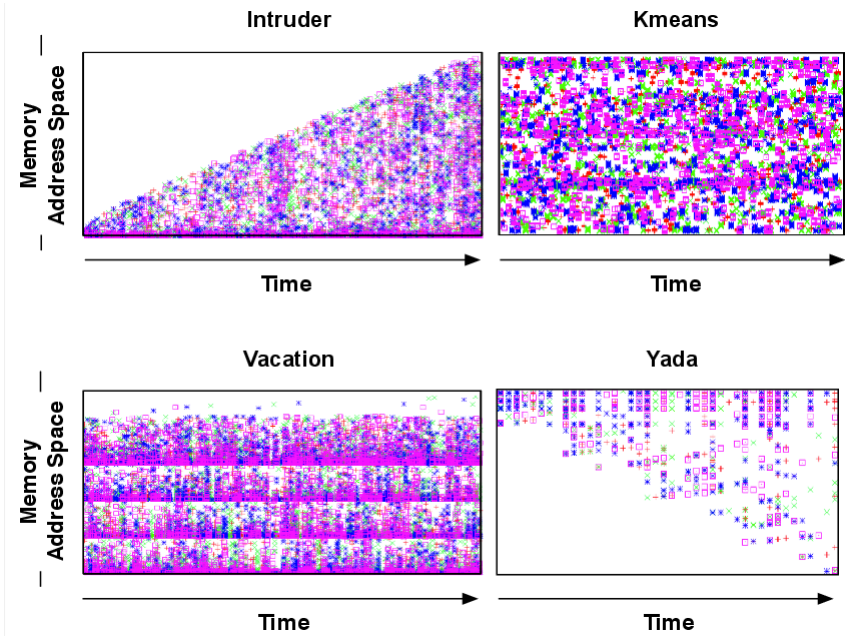 Intruder
Kmeans
Memory
Address Space
Time
Time
Vacation
Yada
Memory
Address Space
Time
Time